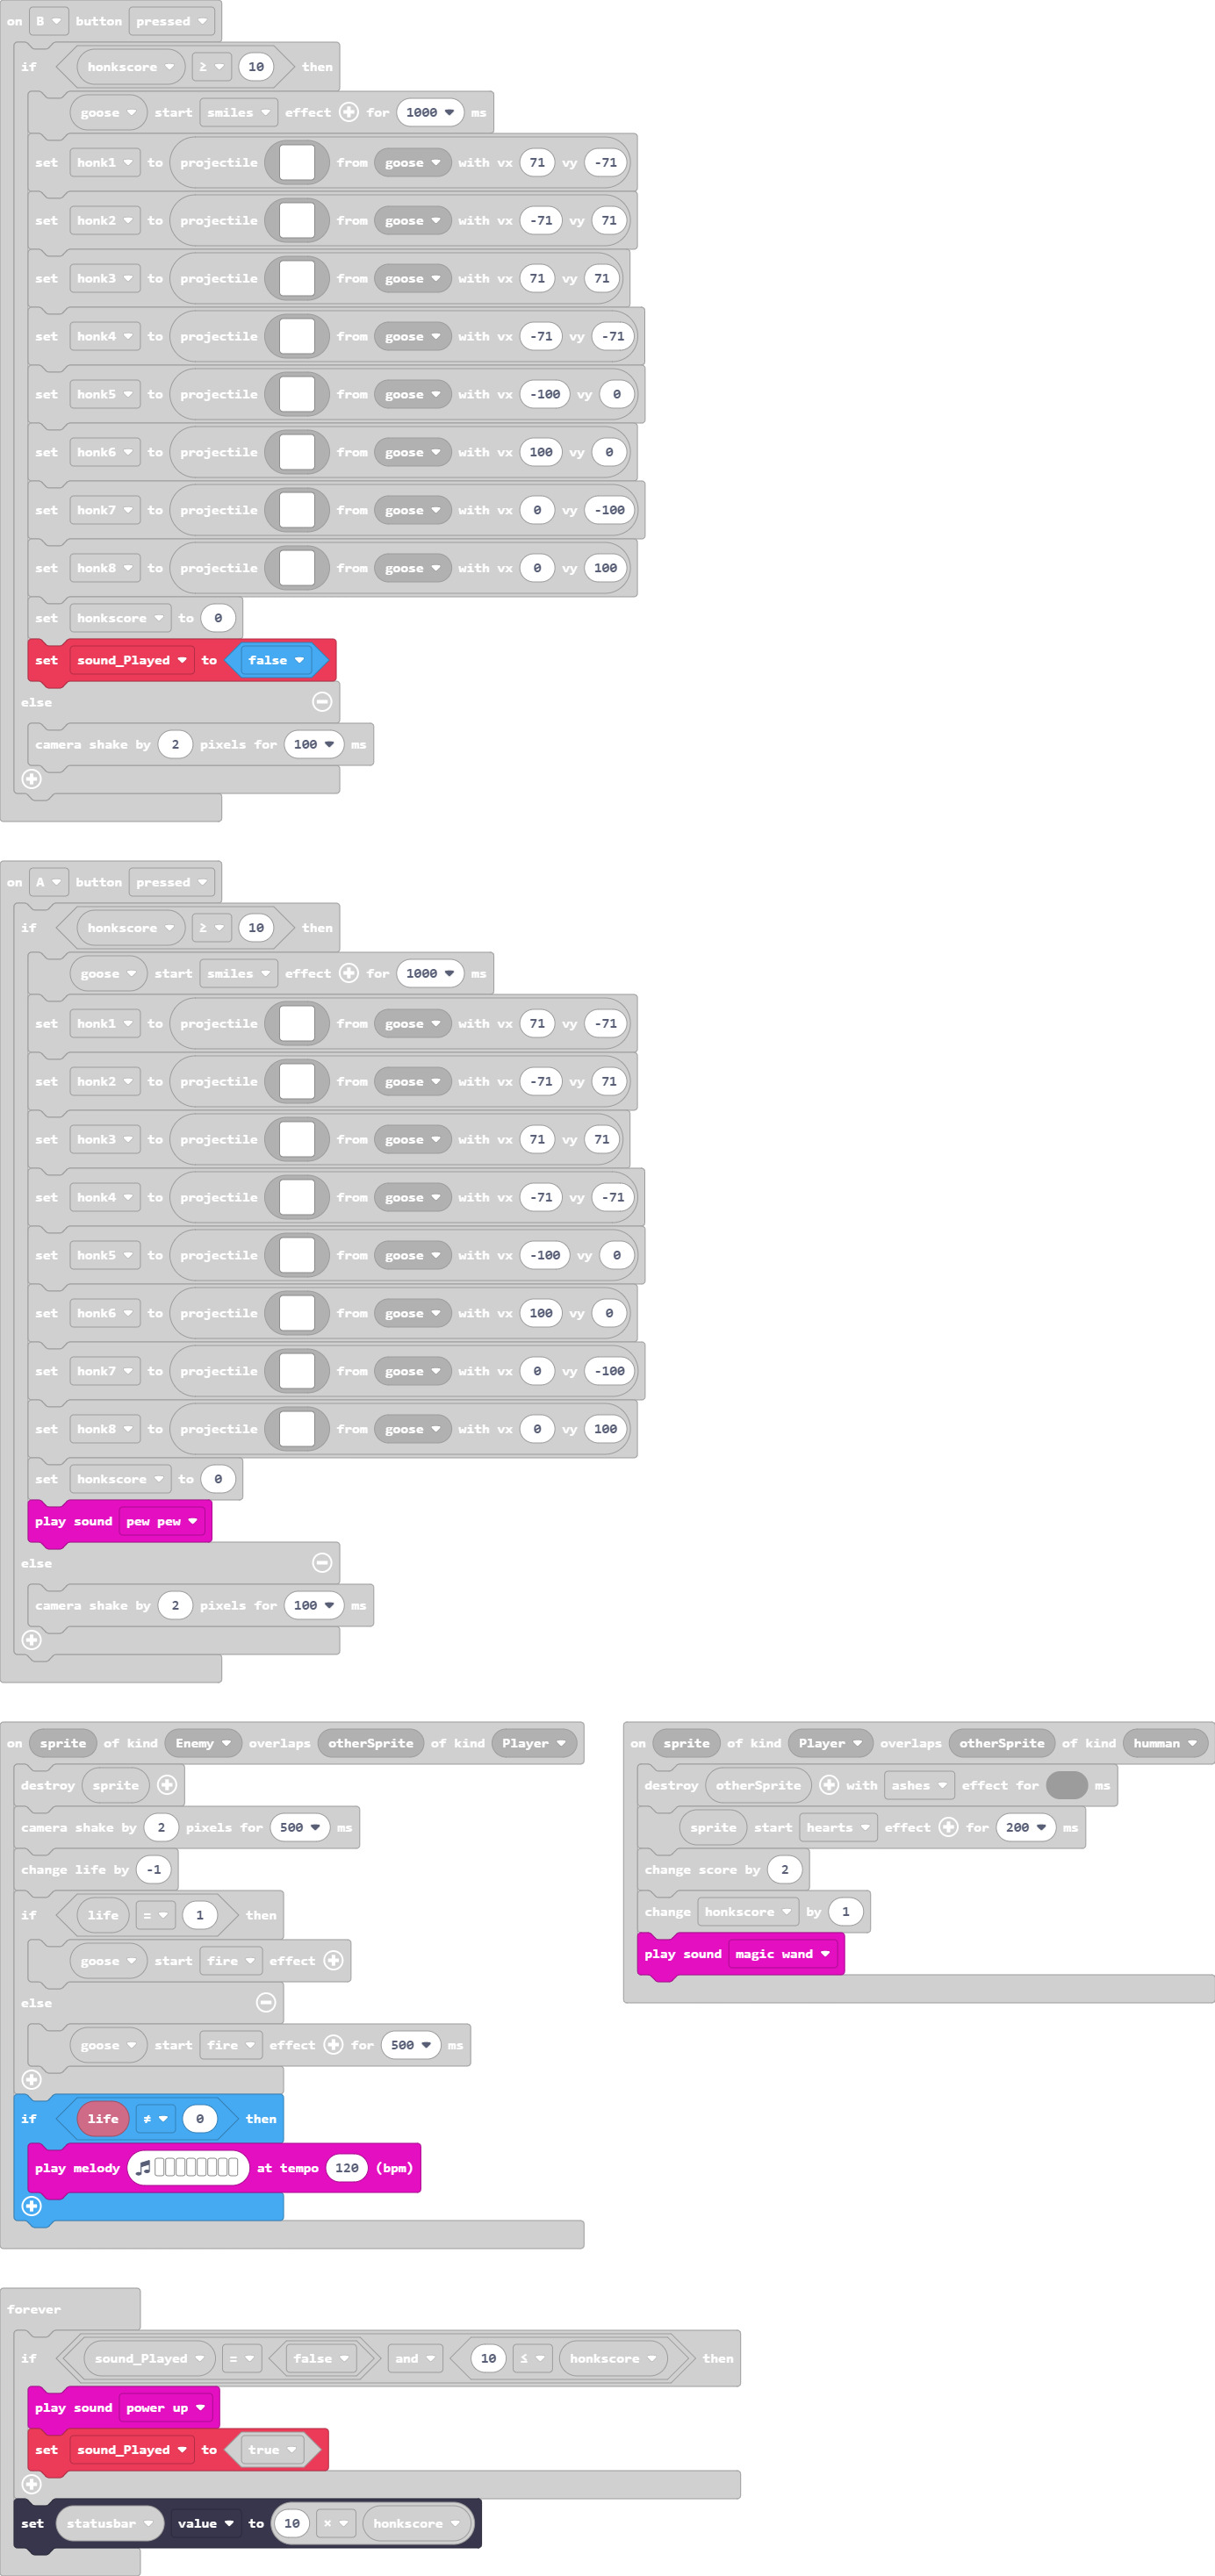 on B button pressed
if honkscore ≥ 10 then
goose start smiles effect for 1000 ms
set honk1 to projectile from goose with vx 71 vy -71
set honk2 to projectile from goose with vx -71 vy 71
set honk3 to projectile from goose with vx 71 vy 71
set honk4 to projectile from goose with vx -71 vy -71
set honk5 to projectile from goose with vx -100 vy 0
set honk6 to projectile from goose with vx 100 vy 0
set honk7 to projectile from goose with vx 0 vy -100
set honk8 to projectile from goose with vx 0 vy 100
set honkscore to 0
set sound_Played to false
else
camera shake by 2 pixels for 100 ms
on A button pressed
if honkscore ≥ 10 then
goose start smiles effect for 1000 ms
set honk1 to projectile from goose with vx 71 vy -71
set honk2 to projectile from goose with vx -71 vy 71
set honk3 to projectile from goose with vx 71 vy 71
set honk4 to projectile from goose with vx -71 vy -71
set honk5 to projectile from goose with vx -100 vy 0
set honk6 to projectile from goose with vx 100 vy 0
set honk7 to projectile from goose with vx 0 vy -100
set honk8 to projectile from goose with vx 0 vy 100
set honkscore to 0
play sound pew pew
else
camera shake by 2 pixels for 100 ms
on sprite of kind Enemy overlaps otherSprite of kind Player
destroy sprite
camera shake by 2 pixels for 500 ms
change life by -1
if life = 1 then
goose start fire effect
else
goose start fire effect for 500 ms
if life ≠ 0 then
play melody at tempo 120 (bpm)
on sprite of kind Player overlaps otherSprite of kind humman
destroy otherSprite with ashes effect for ms
sprite start hearts effect for 200 ms
change score by 2
change honkscore by 1
play sound magic wand
forever
if sound_Played = false and 10 ≤ honkscore then
play sound power up
set sound_Played to true
set statusbar value to 10 × honkscore